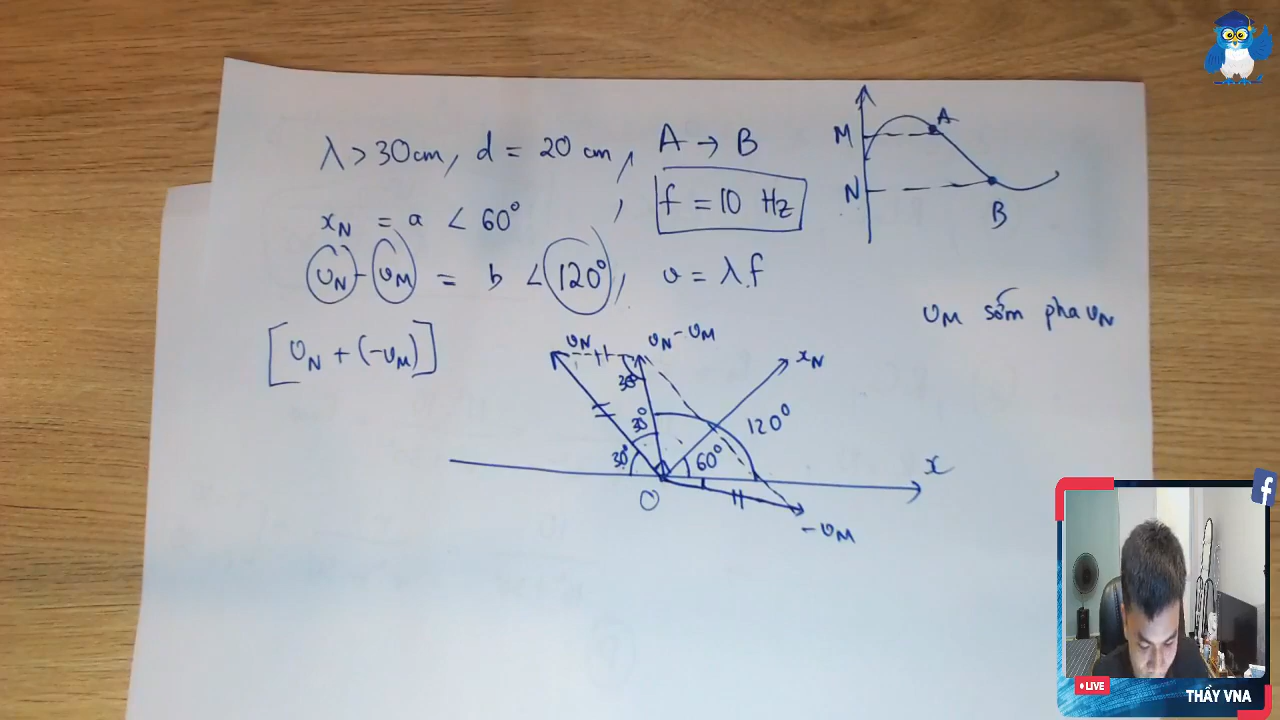 λ > 30cm, d = 20 cm, A → B
x_N = a ∠ 60°, f = 10 Hz
v_N - v_M = b ∠ 120°, v = λ.f
[v_N + (-v_M)]
M
A
N
B
v_M sớm pha v_N
v_N
v_N - v_M
x_N
30°
30°
30°
60°
120°
x
O
-v_M
LIVE
THẦY VNA